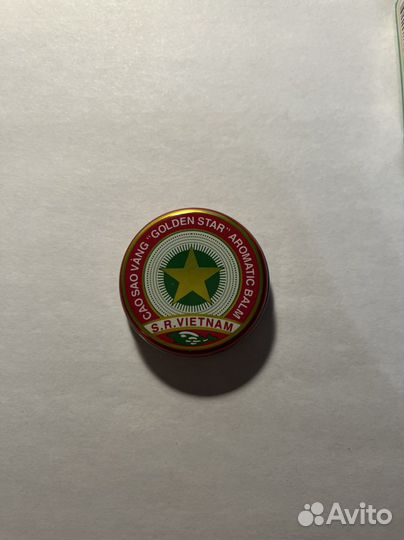 CAO SAO VÀNG "GOLDEN STAR" AROMATIC BALM
S.R.VIETNAM
Avito